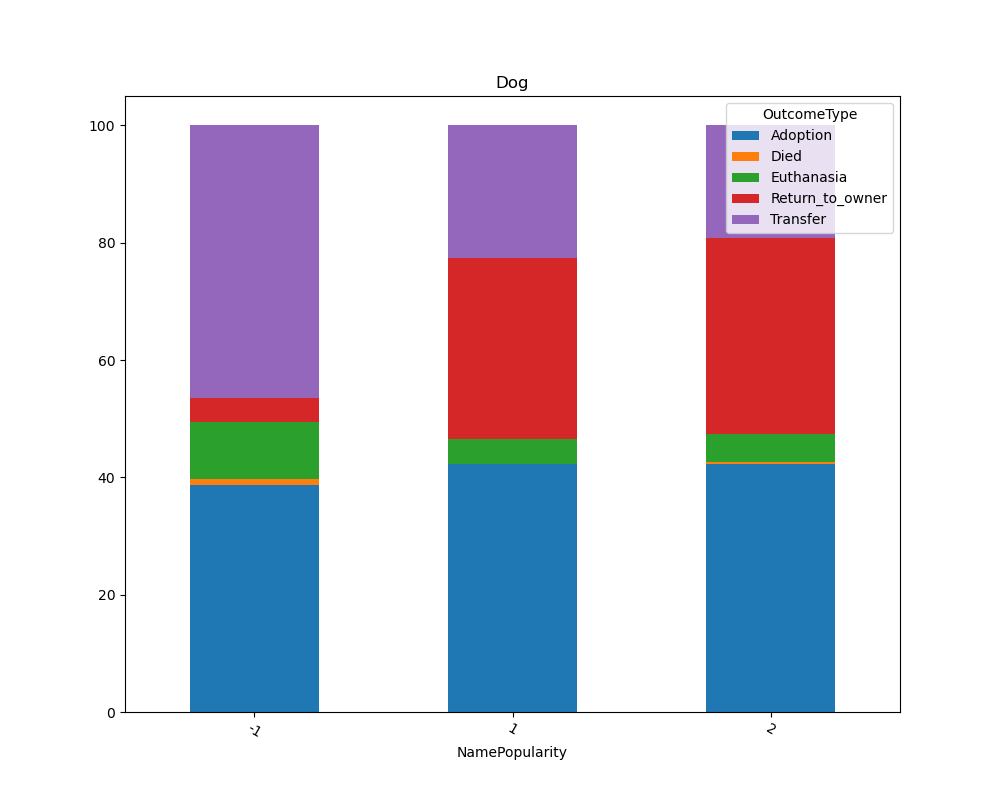 Dog
OutcomeType
Adoption
Died
Euthanasia
Return_to_owner
Transfer
100
80
60
40
20
0
-1
1
2
NamePopularity